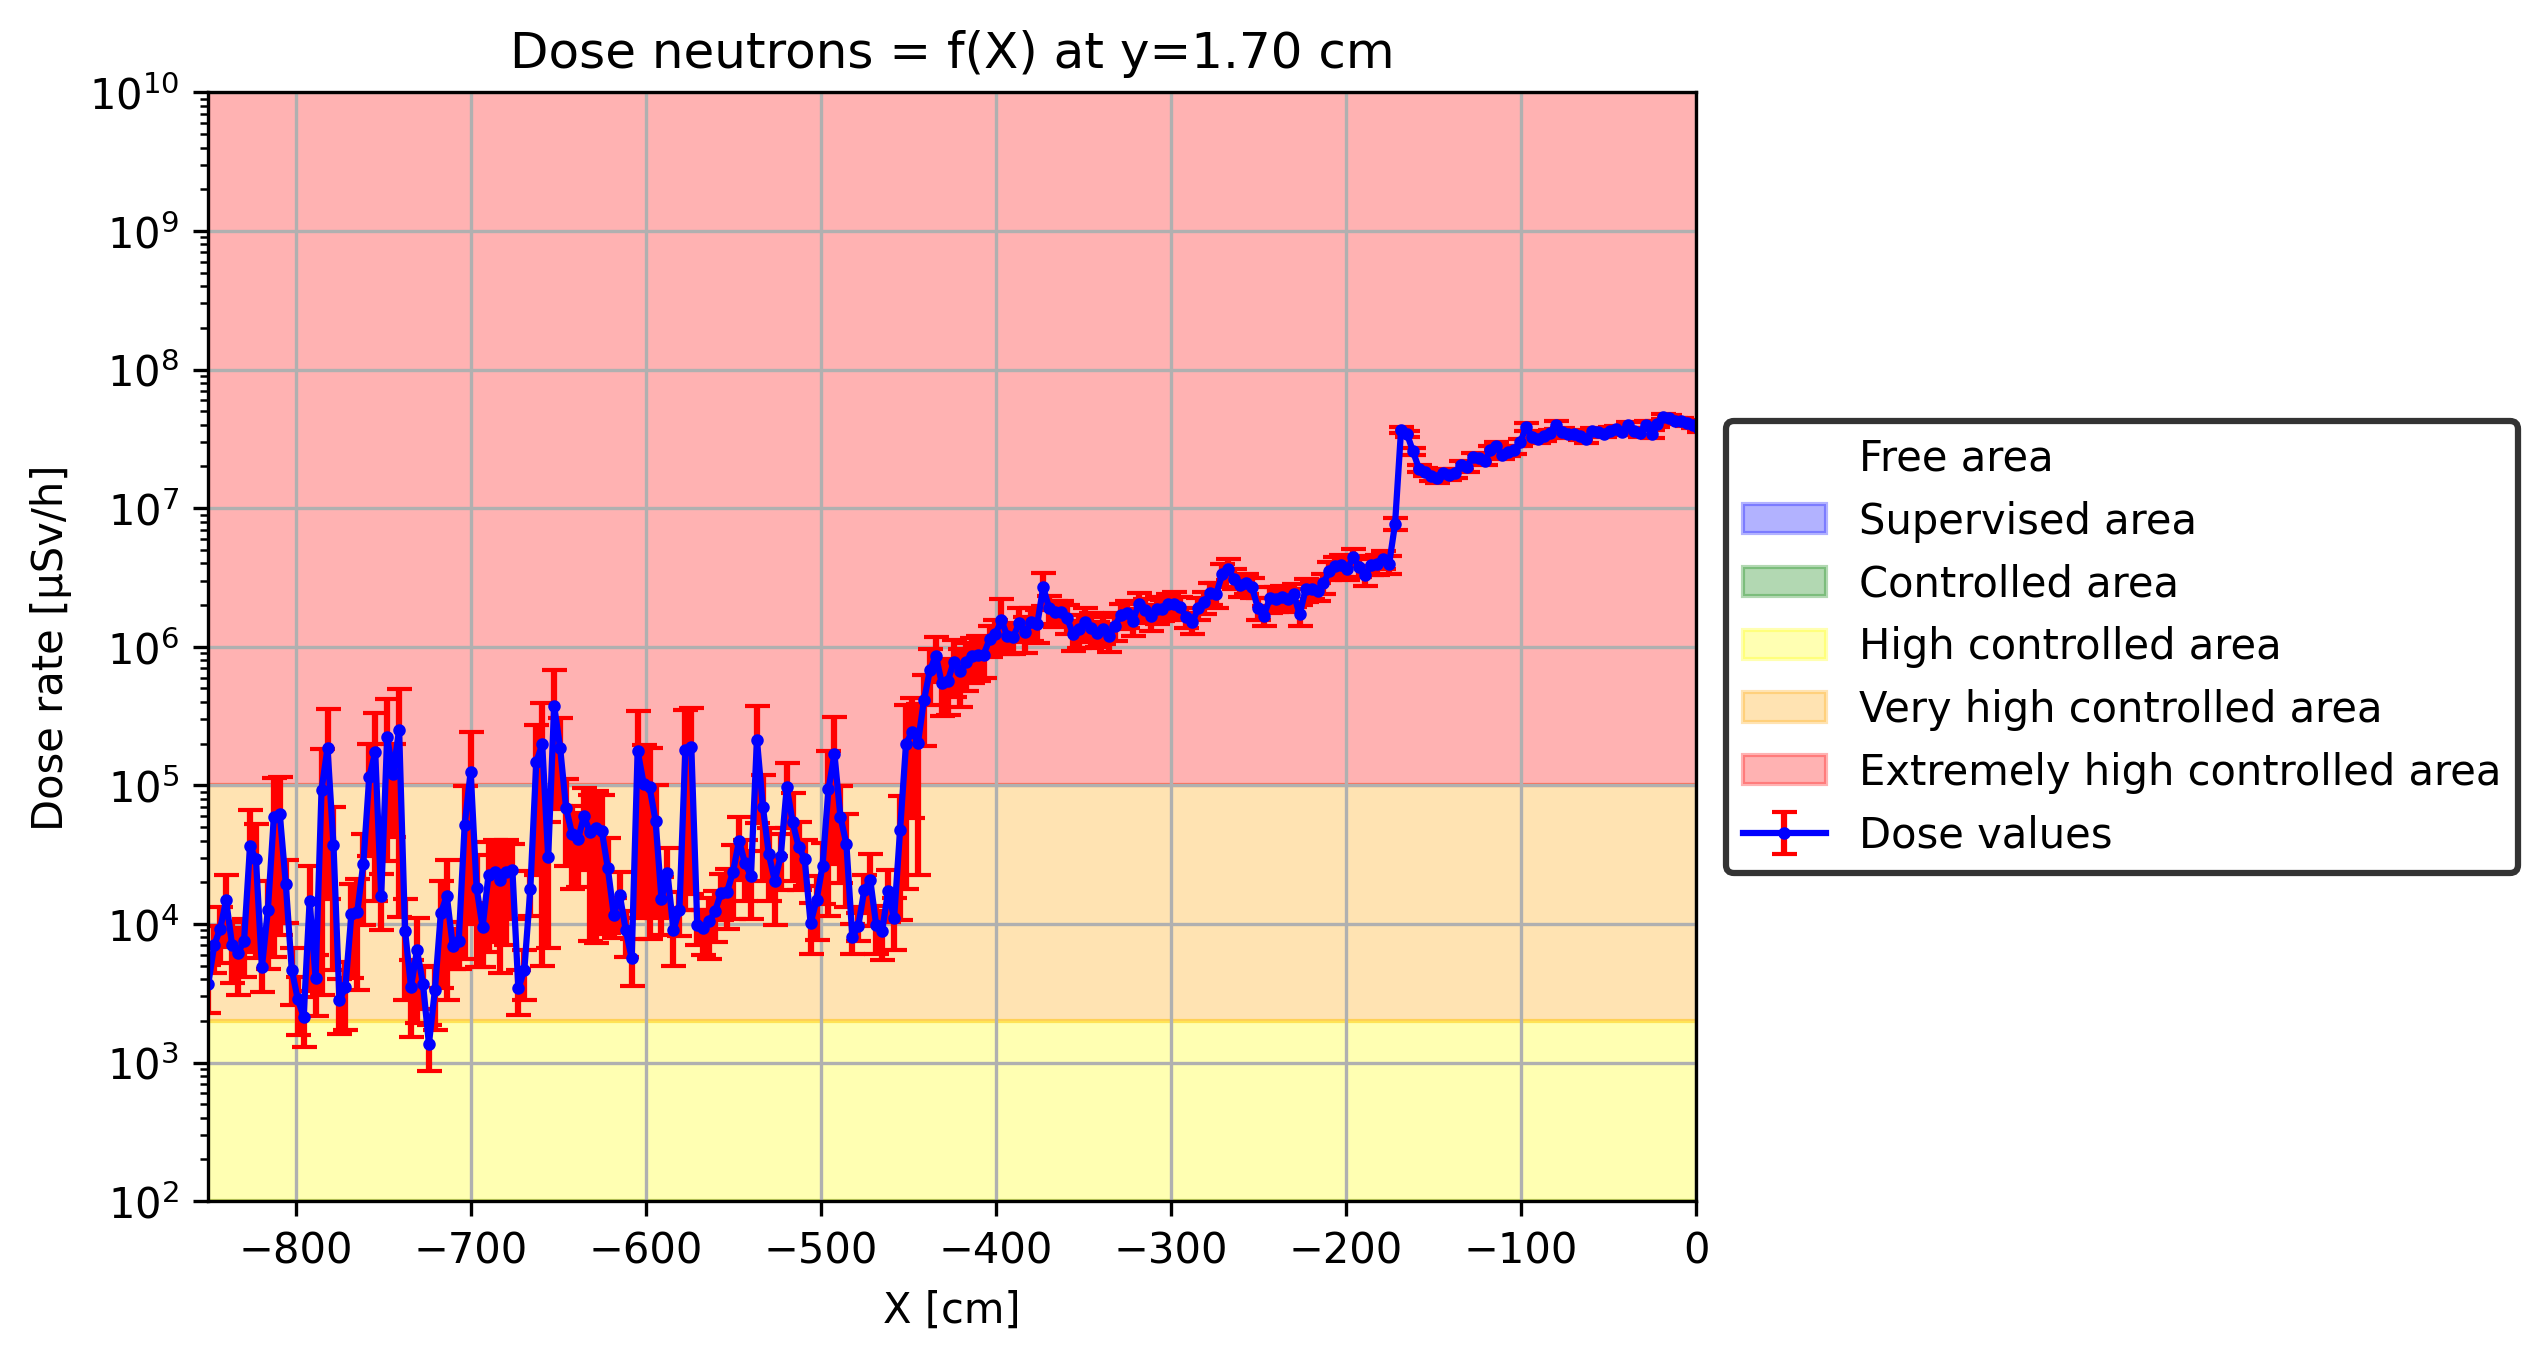 Dose neutrons = f(X) at y=1.70 cm
Dose rate [µSv/h]
10¹⁰
10⁹
10⁸
10⁷
10⁶
10⁵
10⁴
10³
10²
−800 −700 −600 −500 −400 −300 −200 −100 0
X [cm]
Free area
Supervised area
Controlled area
High controlled area
Very high controlled area
Extremely high controlled area
Dose values